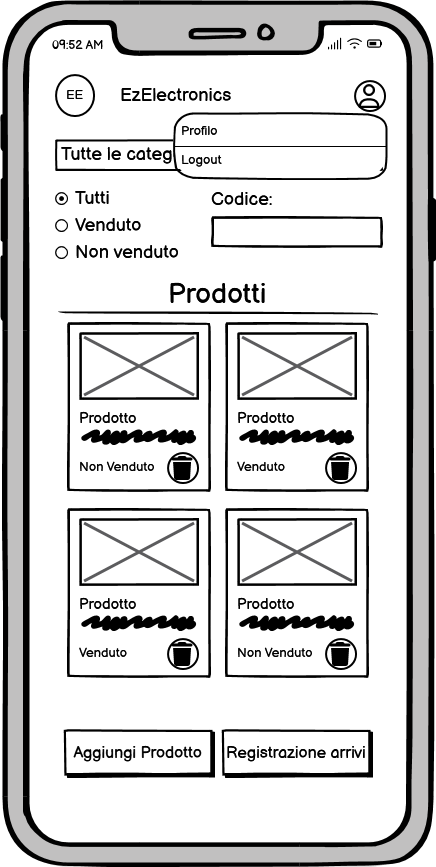 09:52 AM
EE
EzElectronics
Profilo
Logout
Tutte le categ
Tutti
Venduto
Non venduto
Codice:
Prodotti
Prodotto
Non Venduto
Prodotto
Venduto
Prodotto
Venduto
Prodotto
Non Venduto
Aggiungi Prodotto
Registrazione arrivi